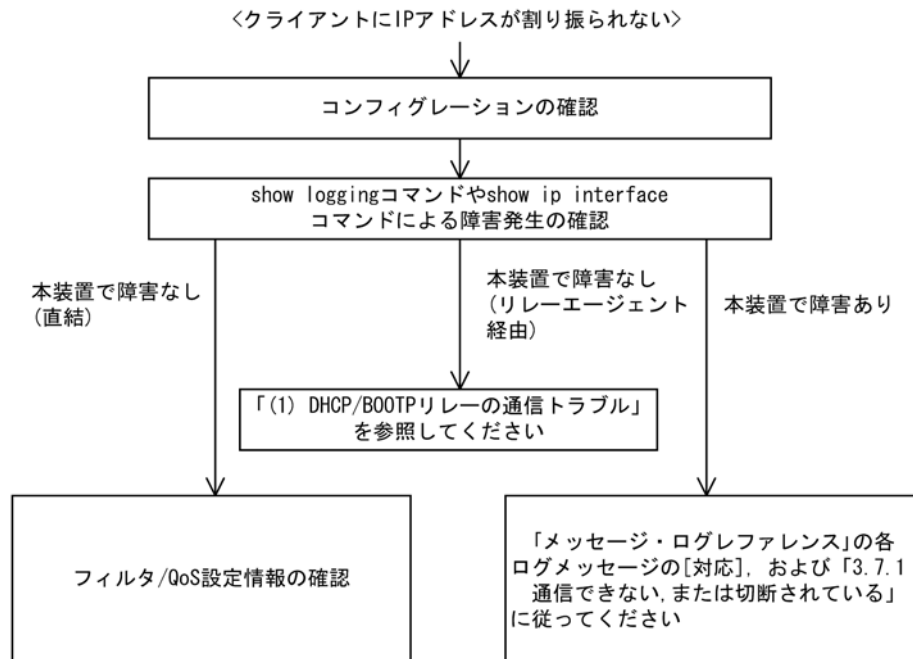 <クライアントにIPアドレスが割り振られない>
コンフィグレーションの確認
show loggingコマンドやshow ip interface
コマンドによる障害発生の確認
本装置で障害なし
(直結)
本装置で障害なし
(リレーエージェント
経由)
本装置で障害あり
「(1) DHCP/BOOTPリレーの通信トラブル」
を参照してください
フィルタ/QoS設定情報の確認
「メッセージ・ログレファレンス」の各
ログメッセージの[対応], および「3.7.1
通信できない,または切断されている」
に従ってください